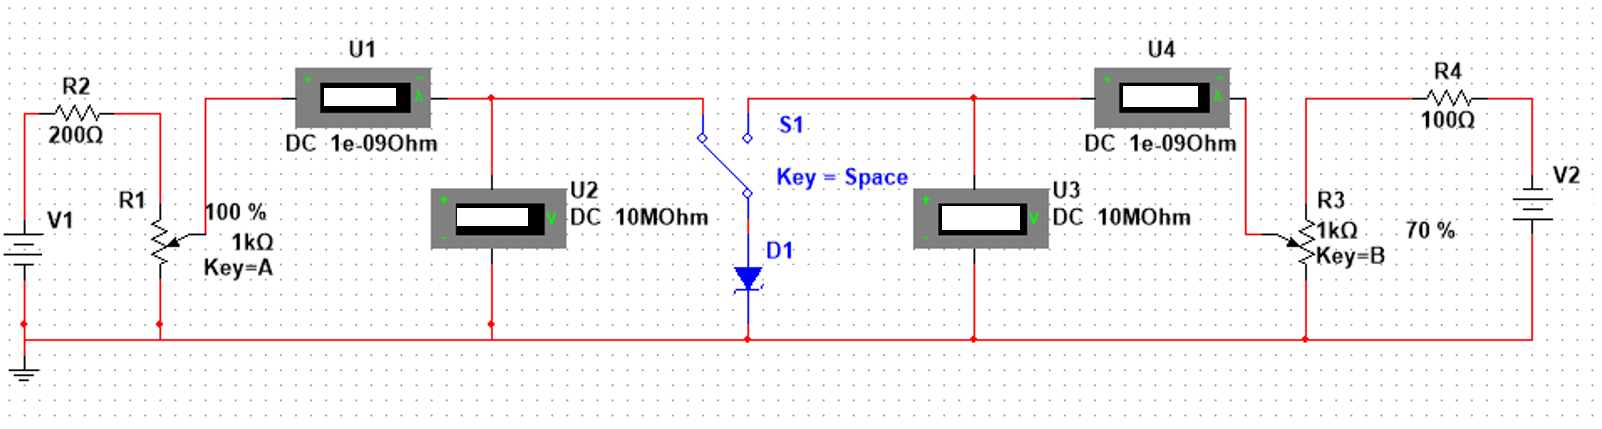 U1
U4
R2
R4
200Ω
100Ω
+
-
A
+
-
A
DC 1e-09Ohm
DC 1e-09Ohm
S1
Key = Space
V1
V2
R1
100 %
1kΩ
Key=A
+
-
V
U2
DC 10MOhm
+
-
V
U3
DC 10MOhm
R3
1kΩ
70 %
Key=B
D1